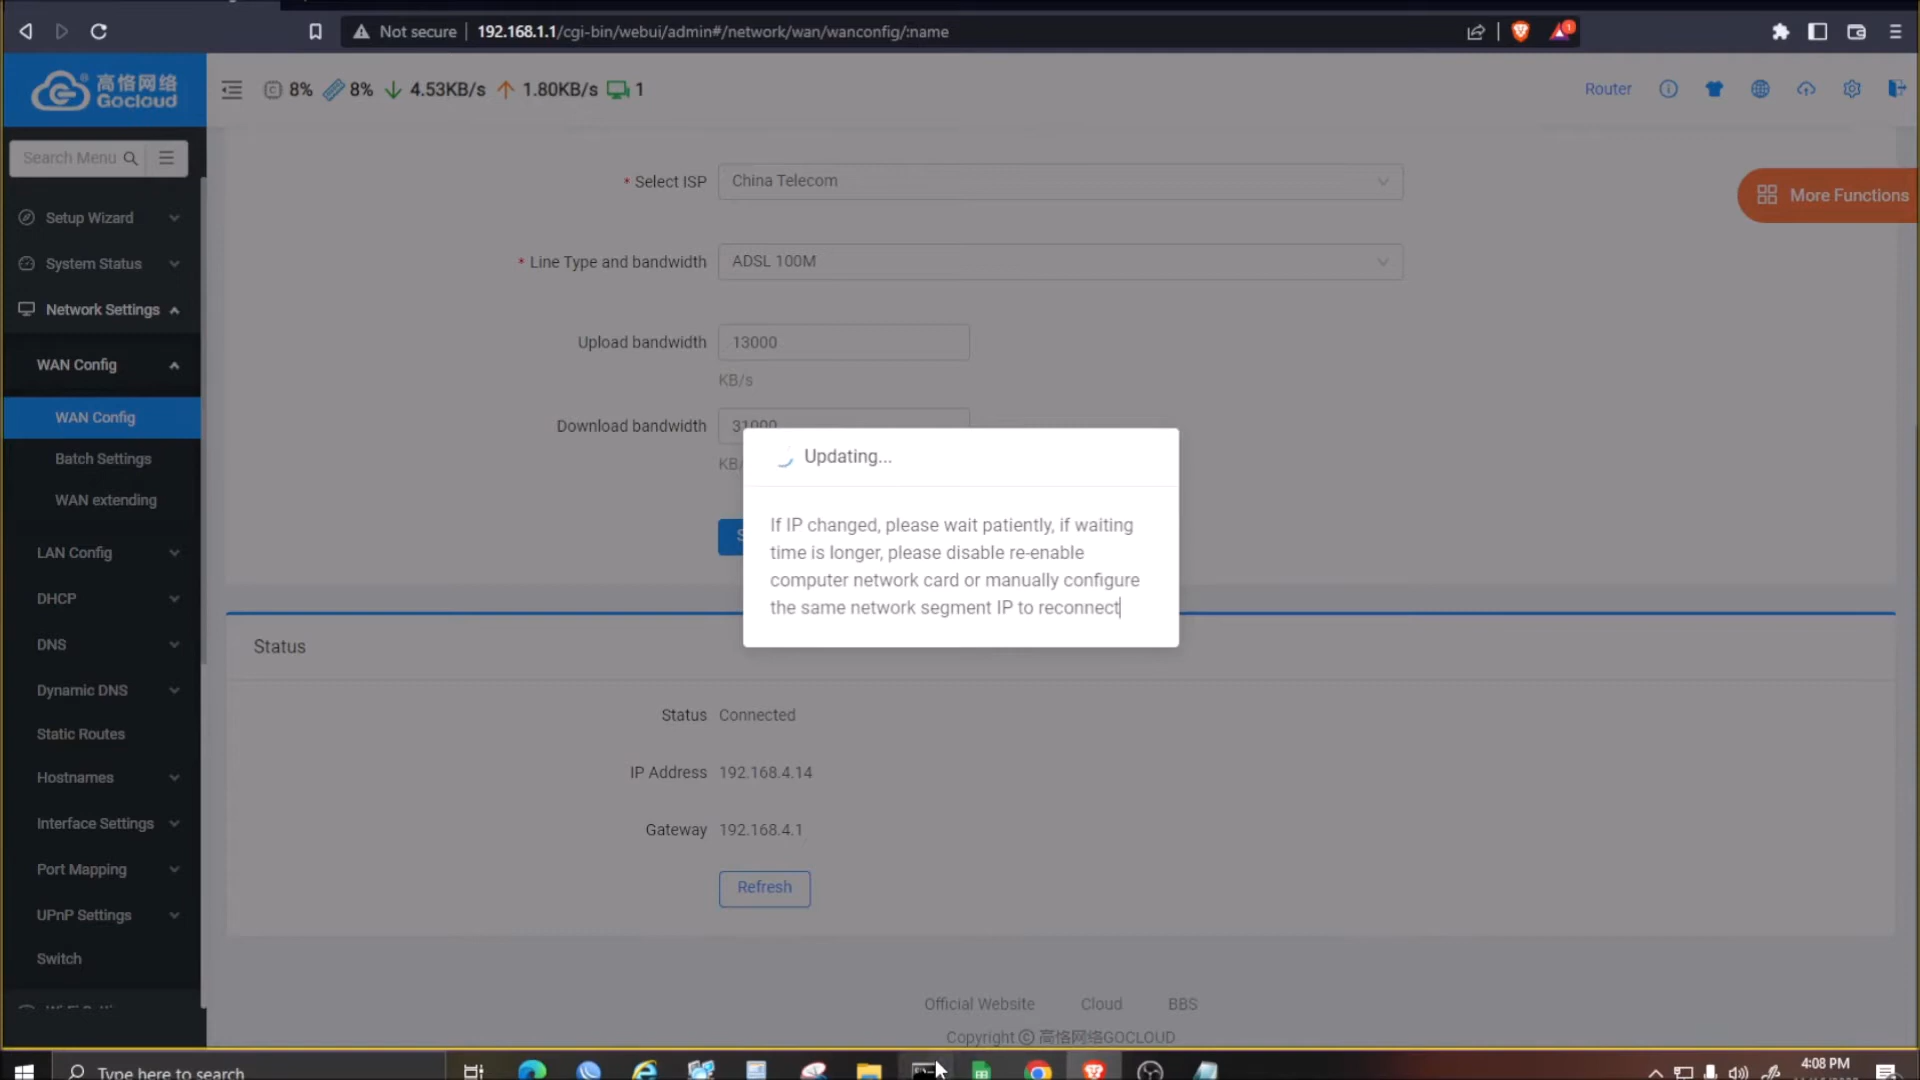 Not secure
192.168.1.1/cgi-bin/webui/admin#/network/wan/wanconfig/:name
1
高恪网络
Gocloud
®
8%
8%
4.53KB/s
1.80KB/s
1
Router
Search Menu
Setup Wizard
System Status
Network Settings
WAN Config
WAN Config
Batch Settings
WAN extending
LAN Config
DHCP
DNS
Dynamic DNS
Static Routes
Hostnames
Interface Settings
Port Mapping
UPnP Settings
Switch
More Functions
* Select ISP
China Telecom
* Line Type and bandwidth
ADSL 100M
Upload bandwidth
13000
KB/s
Download bandwidth
31000
Updating...
If IP changed, please wait patiently, if waiting
time is longer, please disable re-enable
computer network card or manually configure
the same network segment IP to reconnect
Status
Status Connected
IP Address 192.168.4.14
Gateway 192.168.4.1
Refresh
Official Website Cloud BBS
Copyright ⓒ 高恪网络GOCLOUD
Type here to search
4:08 PM